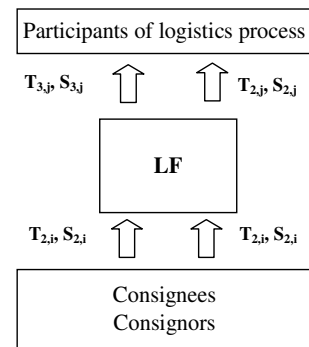 Participants of logistics process
T3,j, S3,j T2,j, S2,j
LF
T2,i, S2,i T2,i, S2,i
Consignees
Consignors